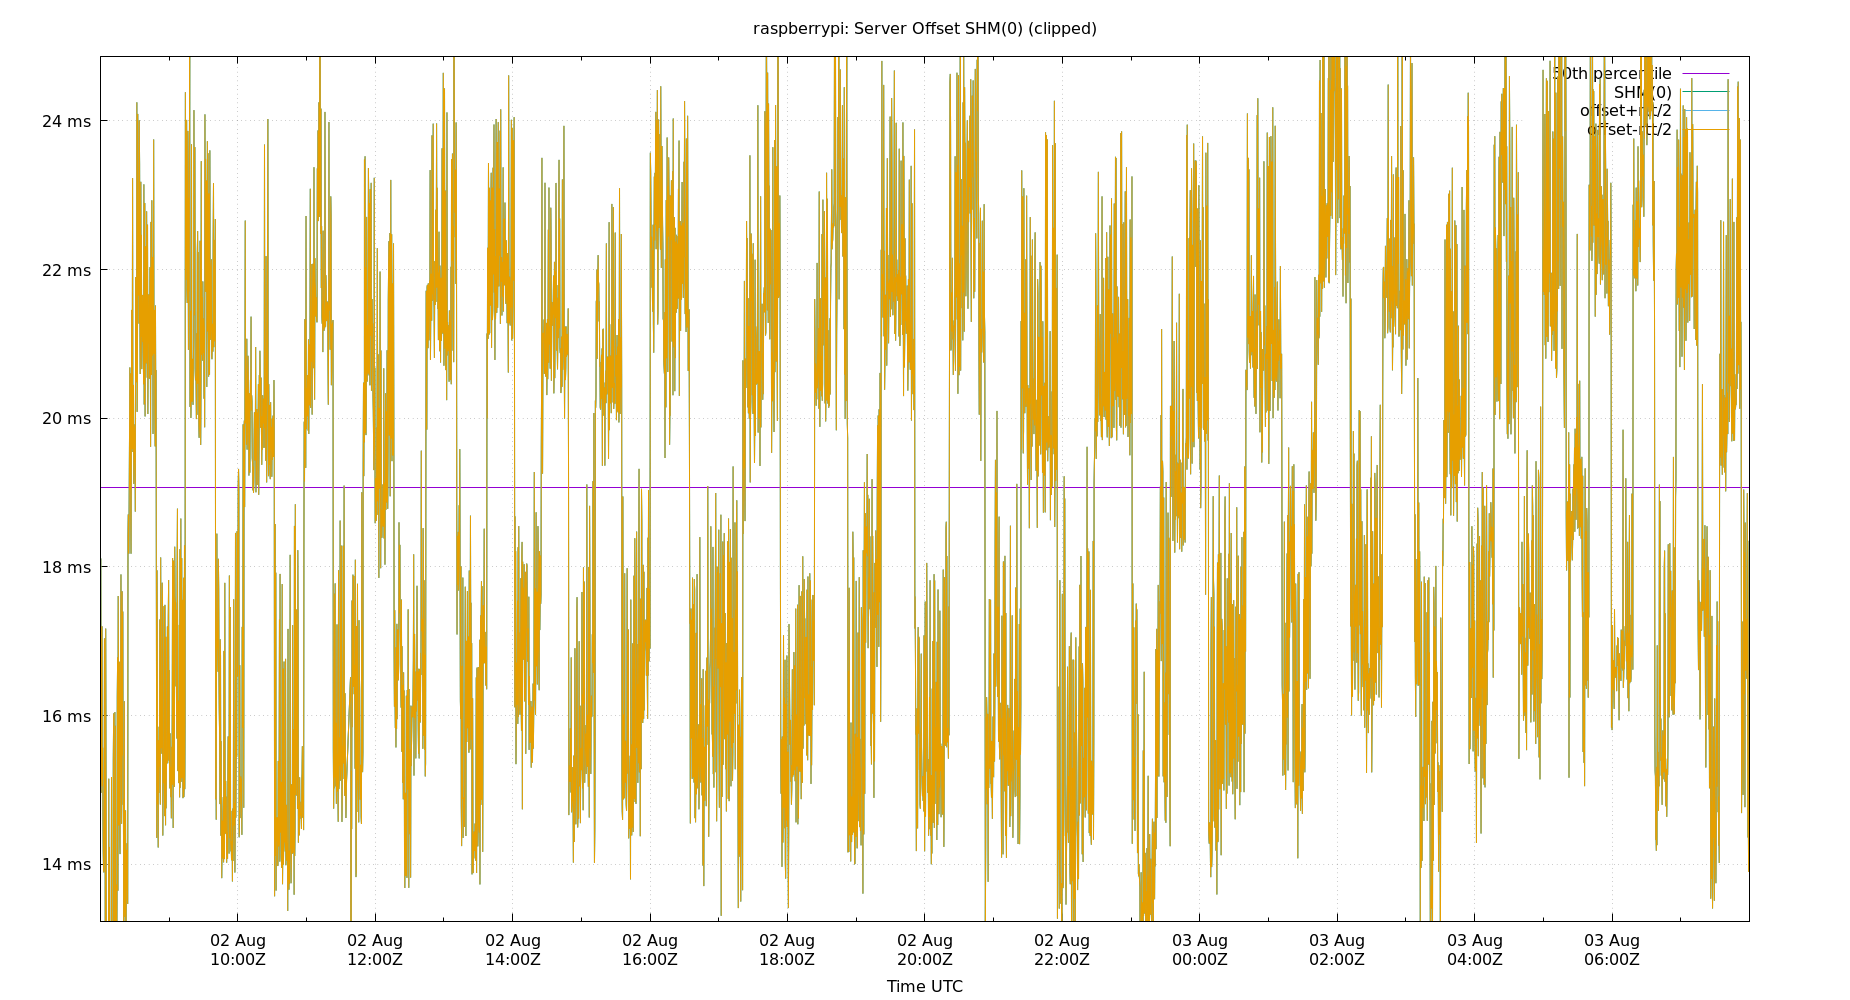 raspberrypi: Server Offset SHM(0) (clipped)
50th percentile
SHM(0)
offset+rtt/2
offset-rtt/2
24 ms
22 ms
20 ms
18 ms
16 ms
14 ms
02 Aug 02 Aug 02 Aug 02 Aug 02 Aug 02 Aug 02 Aug 03 Aug 03 Aug 03 Aug 03 Aug
10:00Z 12:00Z 14:00Z 16:00Z 18:00Z 20:00Z 22:00Z 00:00Z 02:00Z 04:00Z 06:00Z
Time UTC